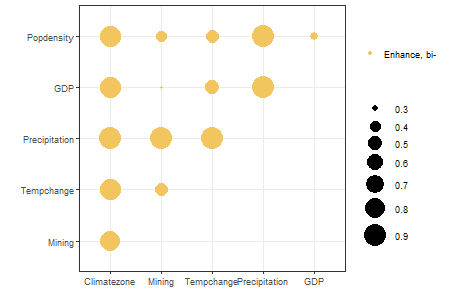 Popdensity
GDP
Precipitation
Tempchange
Mining
Climatezone Mining Tempchange Precipitation GDP
Enhance, bi-
0.3
0.4
0.5
0.6
0.7
0.8
0.9